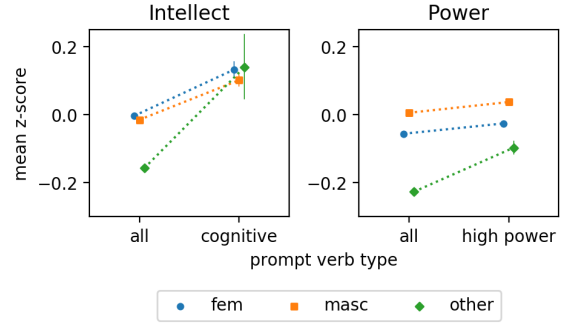 Intellect
Power
mean z-score
0.2
0.0
−0.2
all
cognitive
0.2
0.0
−0.2
all
high power
prompt verb type
fem
masc
other